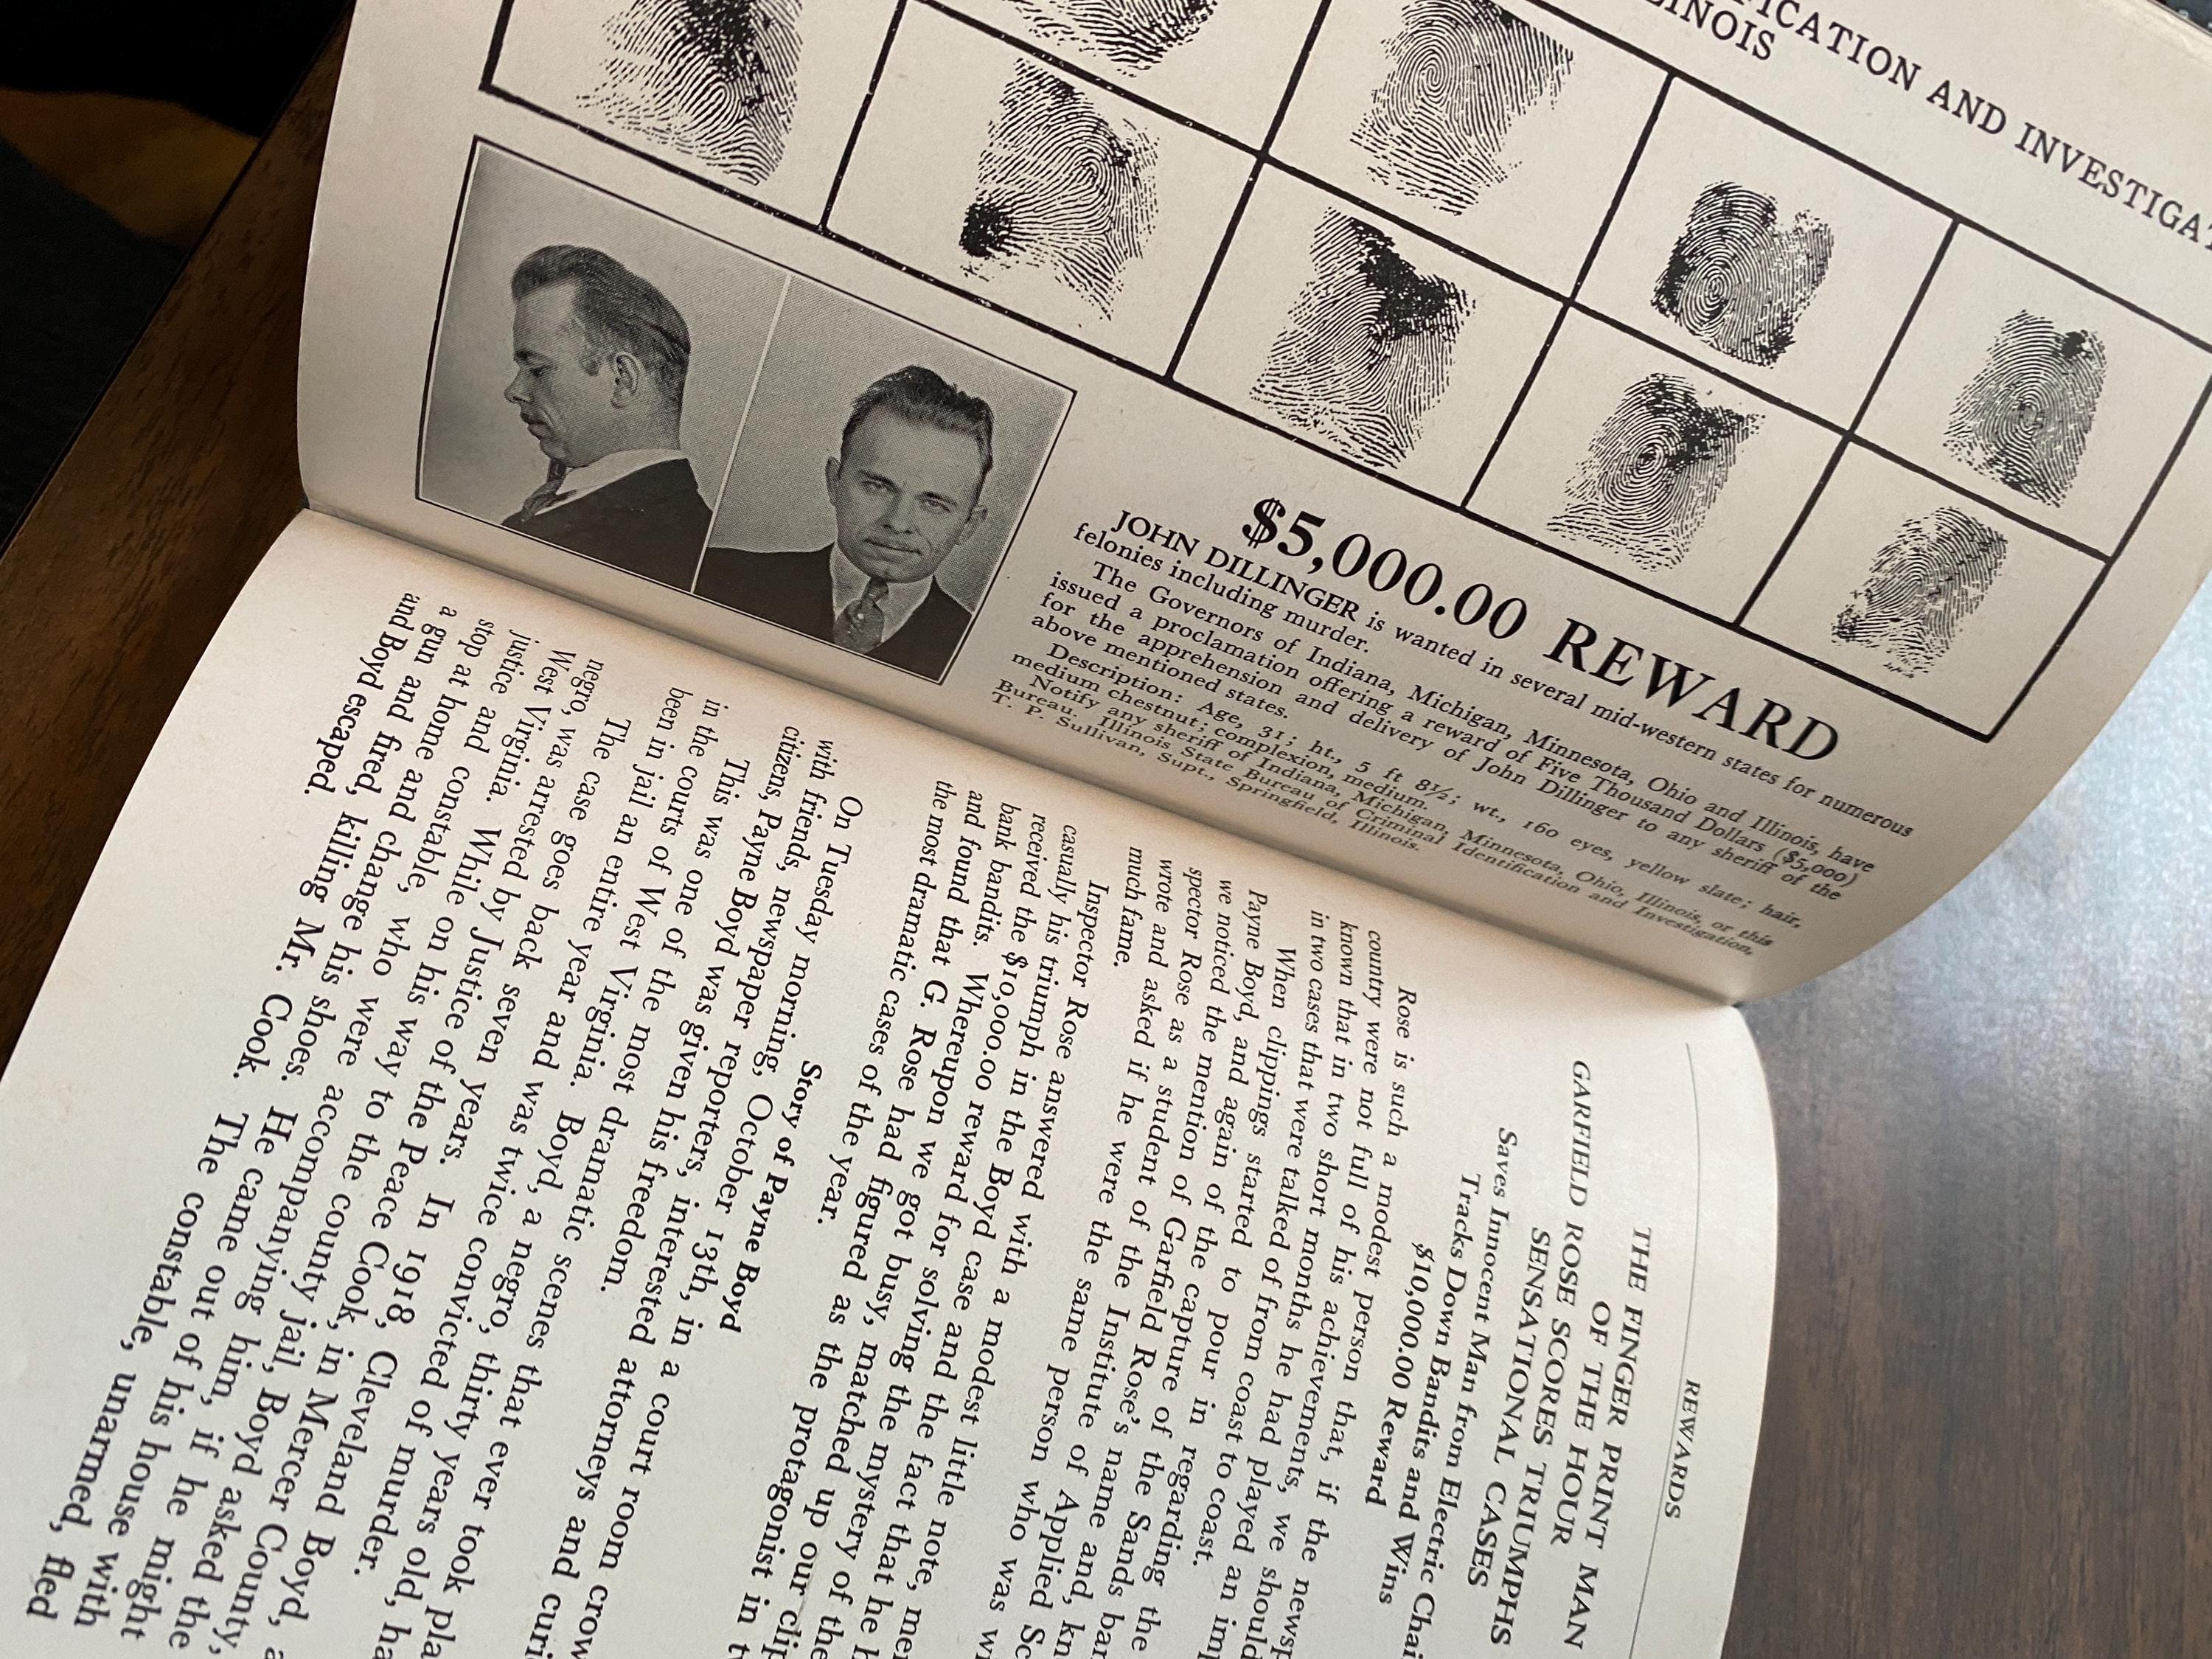 FICATION AND INVESTIGAT
LINOIS
$5,000.00 REWARD
JOHN DILLINGER is wanted in several mid-western states for numerous
felonies including murder.
The Governors of Indiana, Michigan, Minnesota, Ohio and Illinois, have
issued a proclamation offering a reward of Five Thousand Dollars ($5,000)
for the apprehension and delivery of John Dillinger to any sheriff of the
above mentioned states.
Description: Age, 31; ht., 5 ft 8½; wt., 160 eyes, yellow slate; hair,
medium chestnut; complexion, medium.
Notify any sheriff of Indiana, Michigan, Minnesota, Ohio, Illinois, or this
Bureau. Illinois State Bureau of Criminal Identification and Investigation,
T. P. Sullivan, Supt., Springfield, Illinois.
REWARDS
THE FINGER PRINT MAN
OF THE HOUR
GARFIELD ROSE SCORES TRIUMPHS
SENSATIONAL CASES
Saves Innocent Man from Electric Chai
Tracks Down Bandits and Wins
$10,000.00 Reward
Rose is such a modest person that, if the newsp
country were not full of his achievements, we should
known that in two short months he had played an imp
in two cases that were talked of from coast to coast.
When clippings started to pour in regarding the
Payne Boyd, and again of the capture of the Sands ban
we noticed the mention of Garfield Rose's name and, kn
spector Rose as a student of the Institute of Applied Sc
wrote and asked if he were the same person who was wi
much fame.
Inspector Rose answered with a modest little note, mer
casually his triumph in the Boyd case and the fact that he h
received the $10,000.00 reward for solving the mystery of the
bank bandits. Whereupon we got busy, matched up our clip
and found that G. Rose had figured as the protagonist in tw
the most dramatic cases of the year.
Story of Payne Boyd
On Tuesday morning, October 13th, in a court room crow
with friends, newspaper reporters, interested attorneys and curi
citizens, Payne Boyd was given his freedom.
This was one of the most dramatic scenes that ever took pla
in the courts of West Virginia. Boyd, a negro, thirty years old, ha
been in jail an entire year and was twice convicted of murder.
The case goes back seven years. In 1918, Cleveland Boyd, a
negro, was arrested by Justice of the Peace Cook, in Mercer County,
West Virginia. While on his way to the county jail, Boyd asked the
justice and constable, who were accompanying him, if he might
stop at home and change his shoes. He came out of his house with
a gun and fired, killing Mr. Cook. The constable, unarmed, fled
and Boyd escaped.